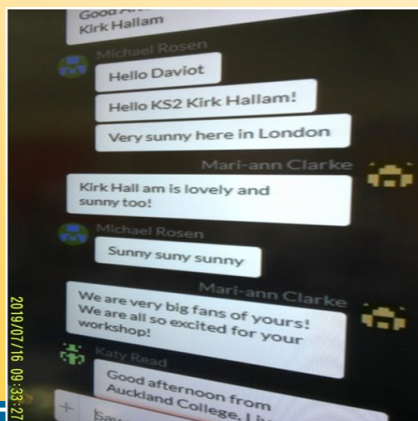 Good
Kirk Hallam
Michael Rosen
Hello Daviot
Hello KS2 Kirk Hallam!
Very sunny here in London
Mari-ann Clarke
Kirk Hall am is lovely and
sunny too!
Michael Rosen
Sunny suny sunny
Mari-ann Clarke
We are very big fans of yours!
We are all so excited for your
workshop!
Katy Read
Good afternoon from
Auckland College,
+
2019/07/16 09:33:27